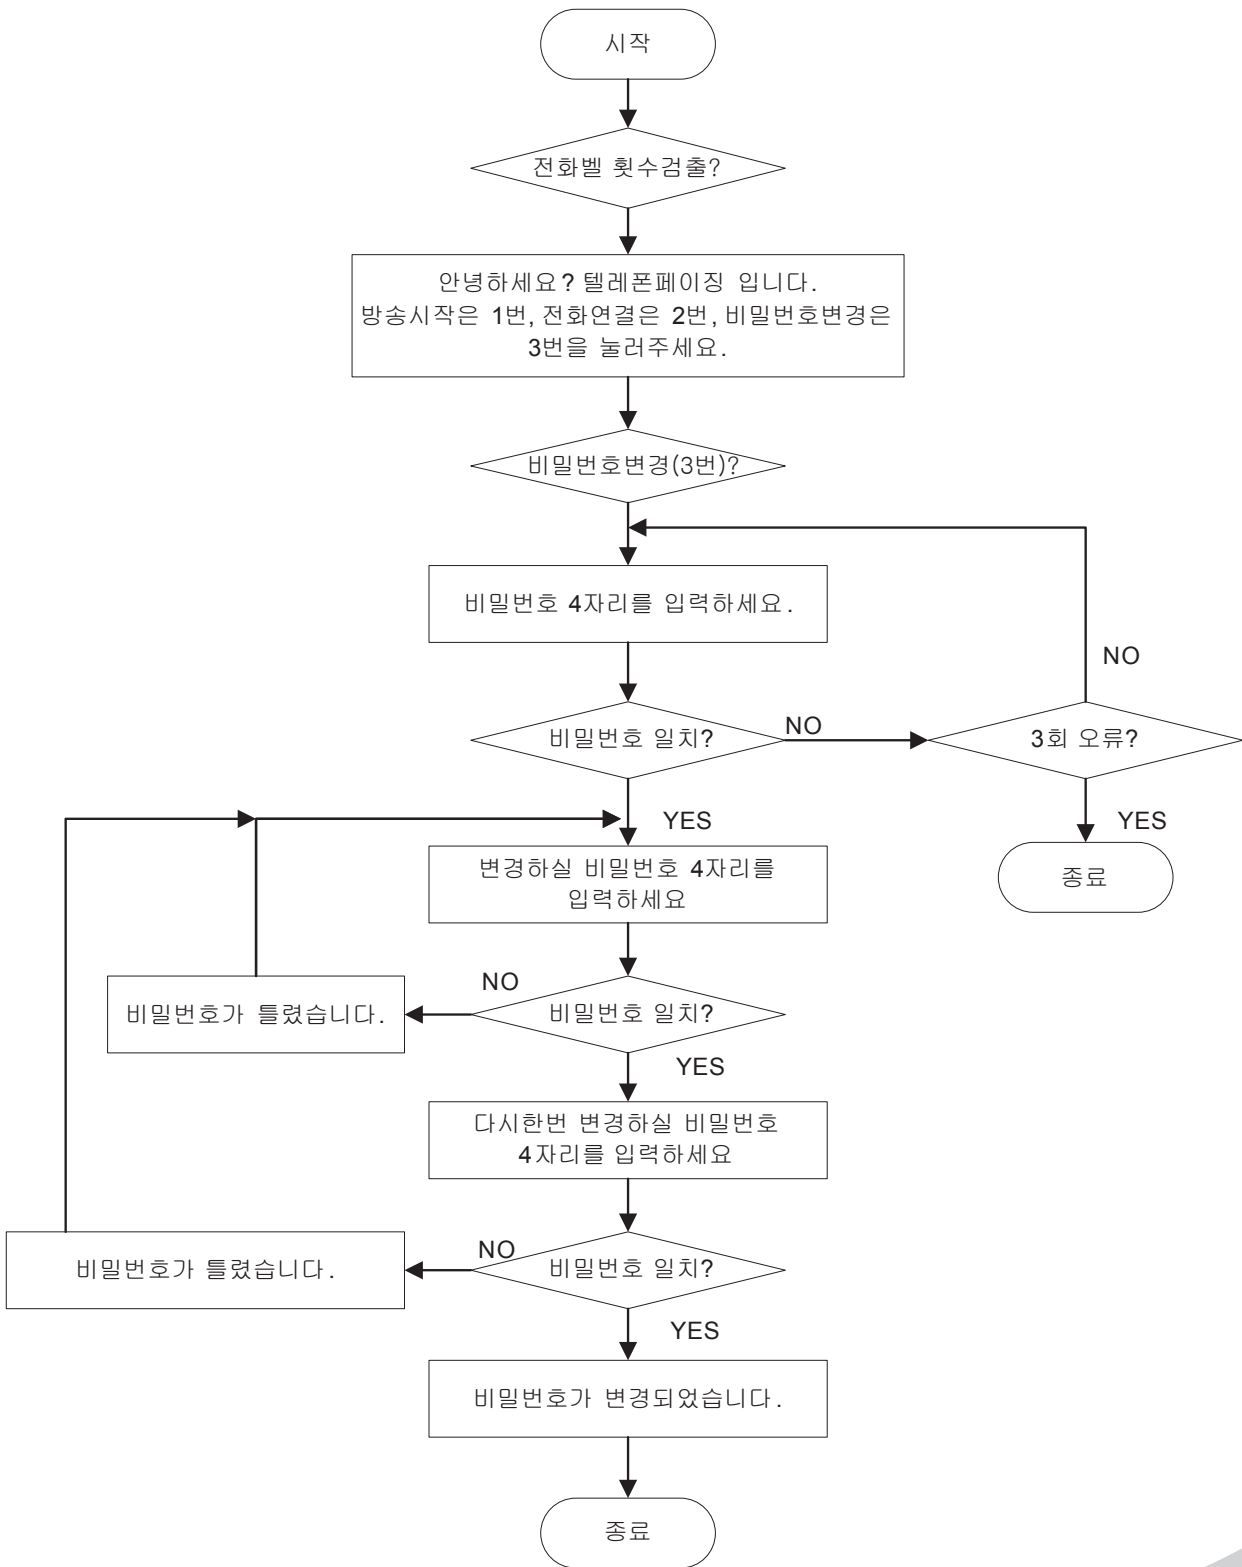 시작
전화벨 횟수검출?
안녕하세요? 텔레폰페이징 입니다.
방송시작은 1번, 전화연결은 2번, 비밀번호변경은
3번을 눌러주세요.
비밀번호변경(3번)?
비밀번호 4자리를 입력하세요.
NO
비밀번호 일치?
NO
3회 오류?
YES
YES
변경하실 비밀번호 4자리를
입력하세요
종료
NO
비밀번호가 틀렸습니다.
비밀번호 일치?
YES
다시한번 변경하실 비밀번호
4자리를 입력하세요
NO
비밀번호가 틀렸습니다.
비밀번호 일치?
YES
비밀번호가 변경되었습니다.
종료